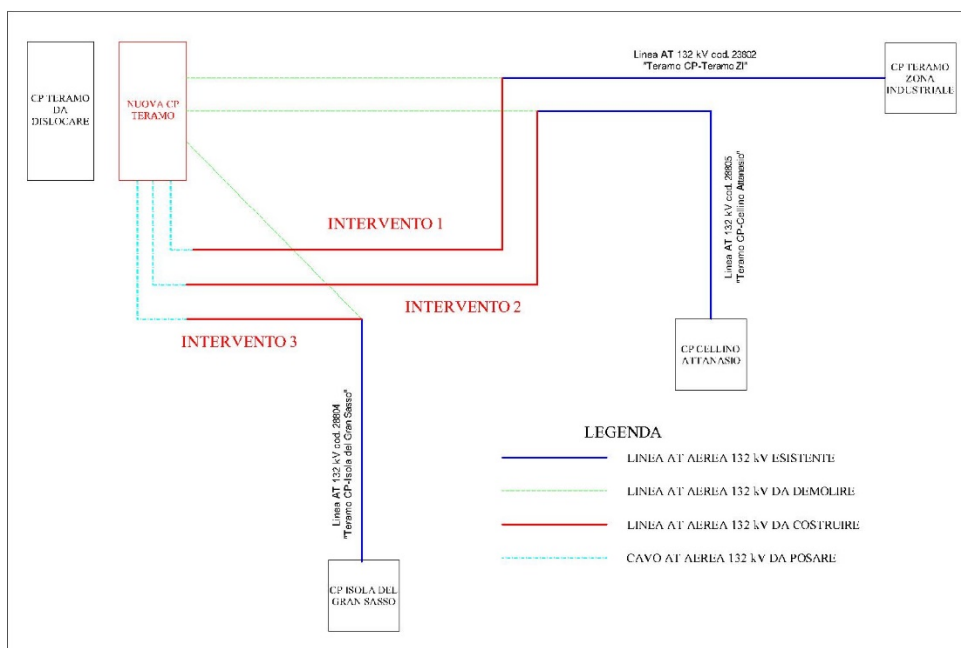 Linea AT 132 kV cod. 23802
"Teramo CP-Teramo ZI"
CP TERAMO
DA
DISLOCARE
NUOVA CP
TERAMO
CP TERAMO
ZONA
INDUSTRIALE
Linea AT 132 kV cod. 28805
"Teramo CP-Cellino Attanasio"
INTERVENTO 1
INTERVENTO 2
INTERVENTO 3
CP CELLINO
ATTANASIO
Linea AT 132 kV cod. 28804
"Teramo CP-Isola del Gran Sasso"
CP ISOLA DEL
GRAN SASSO
LEGENDA
LINEA AT AEREA 132 kV ESISTENTE
LINEA AT AEREA 132 kV DA DEMOLIRE
LINEA AT AEREA 132 kV DA COSTRUIRE
CAVO AT AEREA 132 kV DA POSARE